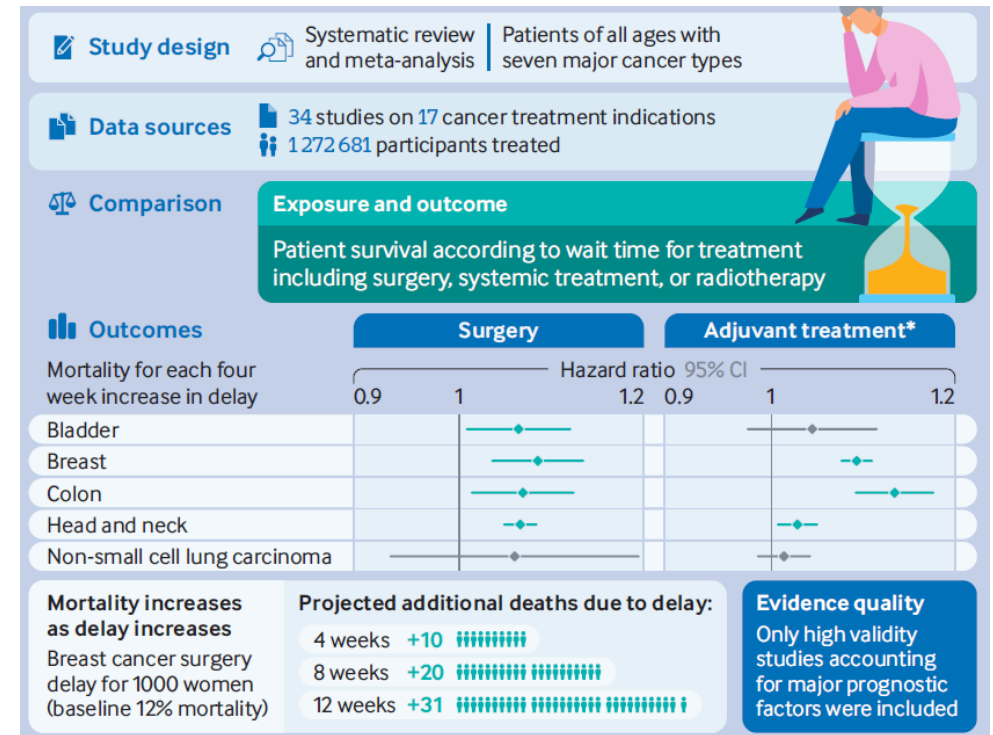 Study design
Systematic review
and meta-analysis
Patients of all ages with
seven major cancer types
Data sources
34 studies on 17 cancer treatment indications
1 272 681 participants treated
Comparison
Exposure and outcome
Patient survival according to wait time for treatment
including surgery, systemic treatment, or radiotherapy
Outcomes
Surgery
Adjuvant treatment*
Mortality for each four
week increase in delay
Hazard ratio 95% CI
0.9 1 1.2 0.9 1 1.2
Bladder
Breast
Colon
Head and neck
Non-small cell lung carcinoma
Mortality increases
as delay increases
Breast cancer surgery
delay for 1000 women
(baseline 12% mortality)
Projected additional deaths due to delay:
4 weeks +10
8 weeks +20
12 weeks +31
Evidence quality
Only high validity
studies accounting
for major prognostic
factors were included